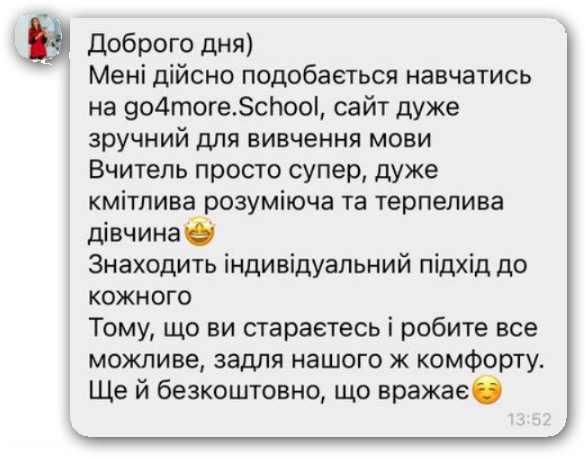 Доброго дня)
Мені дійсно подобається навчатись
на go4more.School, сайт дуже
зручний для вивчення мови
Вчитель просто супер, дуже
кмітлива розуміюча та терпелива
дівчина🤩
Знаходить індивідуальний підхід до
кожного
Тому, що ви стараєтесь і робите все
можливе, задля нашого ж комфорту.
Ще й безкоштовно, що вражає☺️
13:52